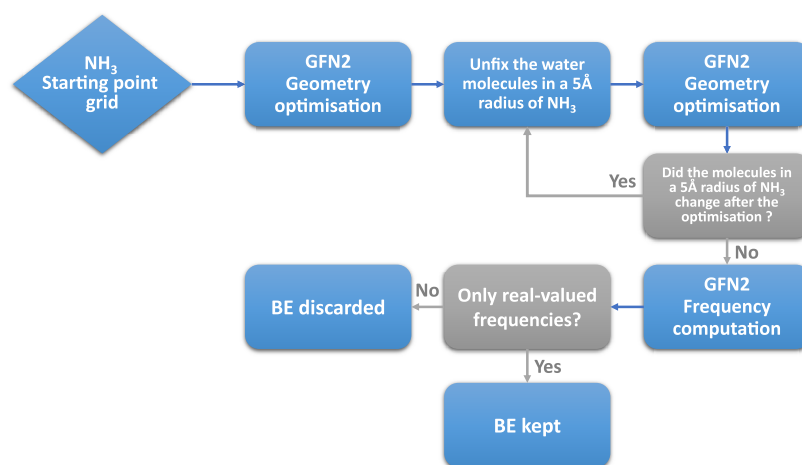 NH₃
Starting point
grid
GFN2
Geometry
optimisation
Unfix the water
molecules in a 5Å
radius of NH₃
GFN2
Geometry
optimisation
Yes
Did the molecules in
a 5Å radius of NH₃
change after the
optimisation ?
No
BE discarded
No
Only real-valued
frequencies?
GFN2
Frequency
computation
Yes
BE kept